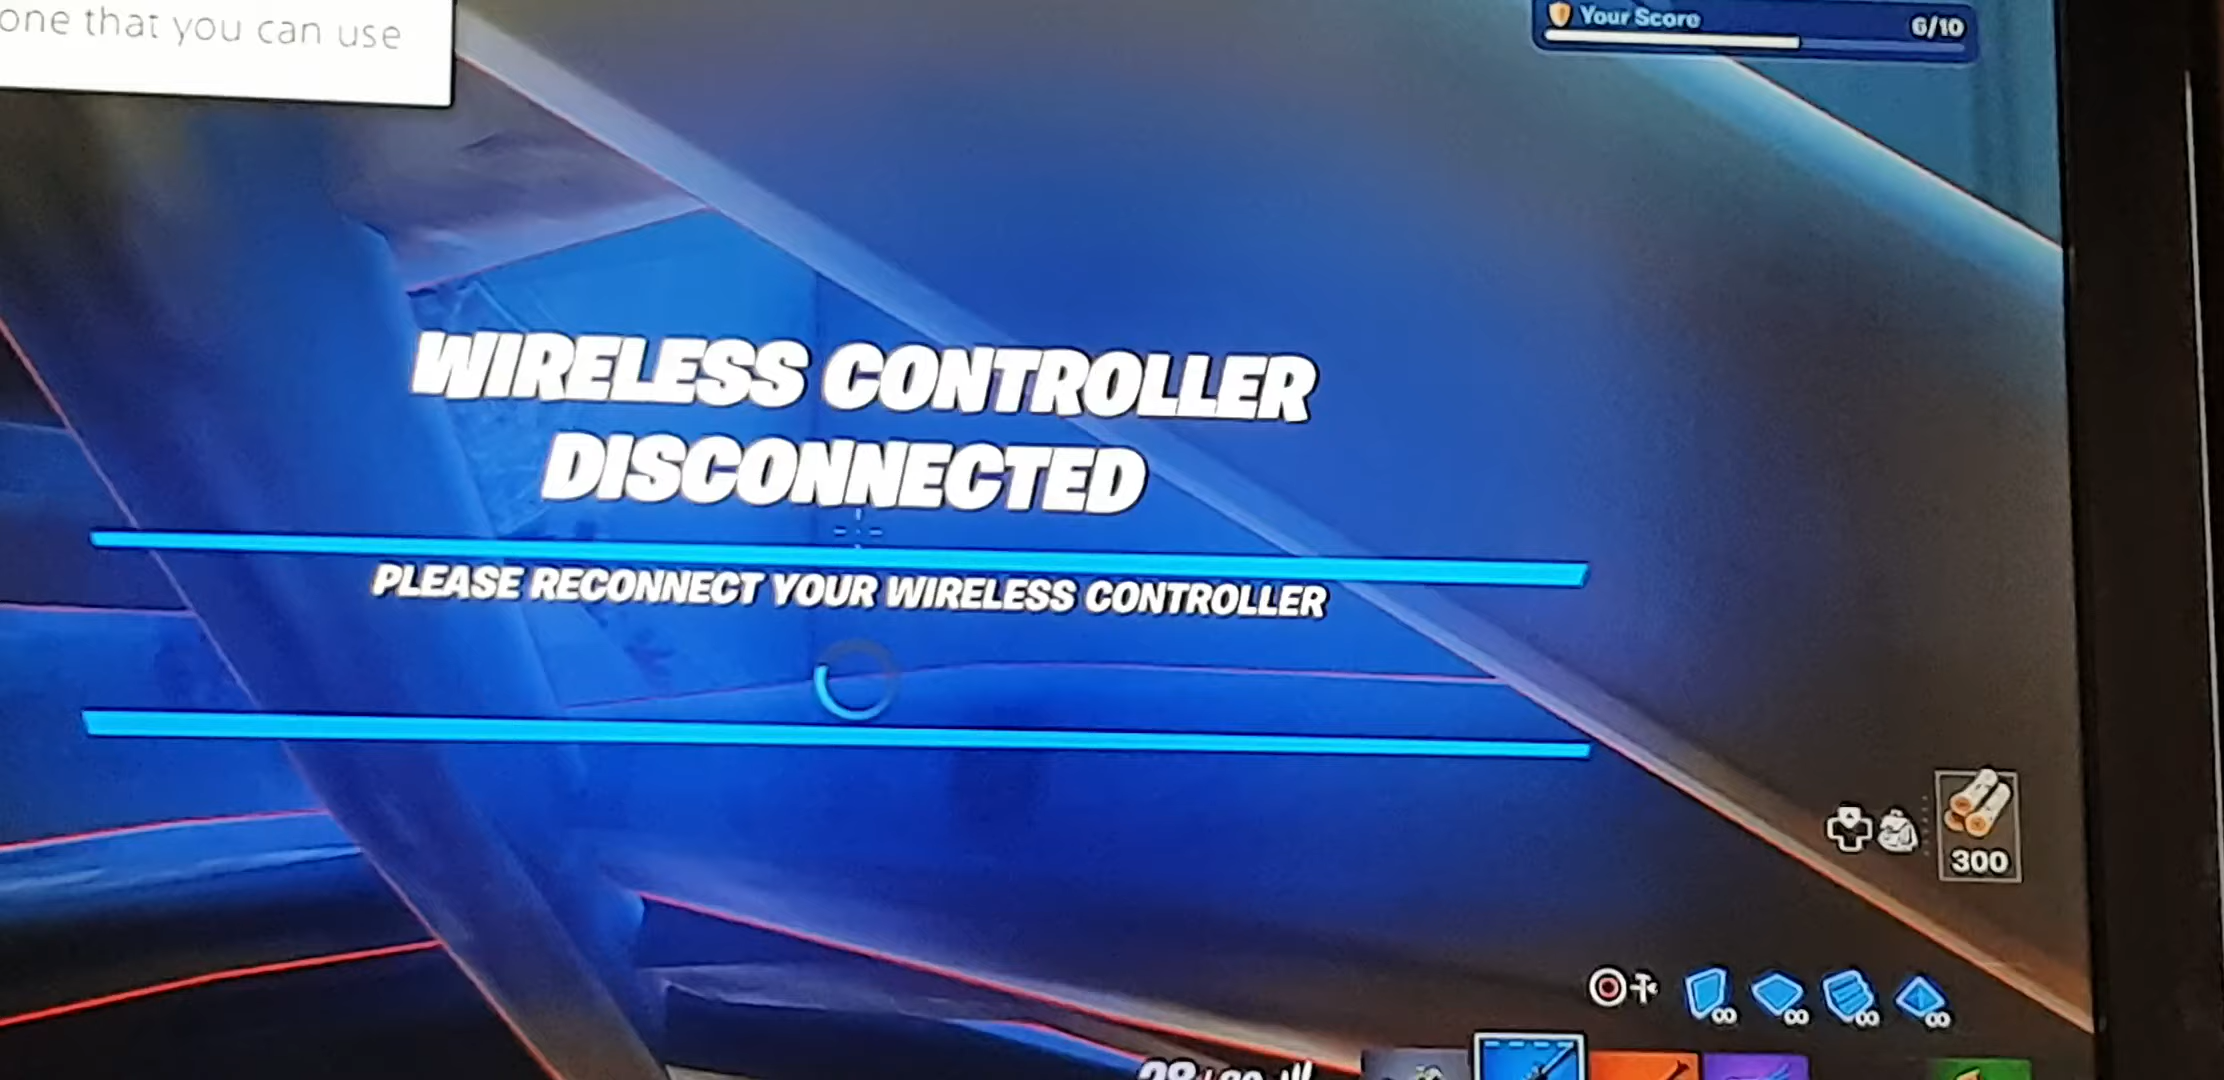 one that you can use
Your Score 6/10
WIRELESS CONTROLLER
DISCONNECTED
PLEASE RECONNECT YOUR WIRELESS CONTROLLER
300
∞ ∞ ∞ ∞